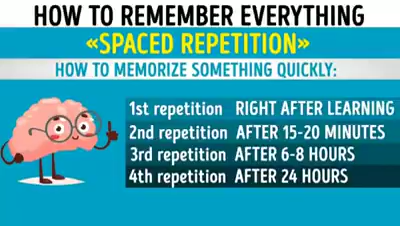 HOW TO REMEMBER EVERYTHING
«SPACED REPETITION»
HOW TO MEMORIZE SOMETHING QUICKLY:
1st repetition RIGHT AFTER LEARNING
2nd repetition AFTER 15-20 MINUTES
3rd repetition AFTER 6-8 HOURS
4th repetition AFTER 24 HOURS